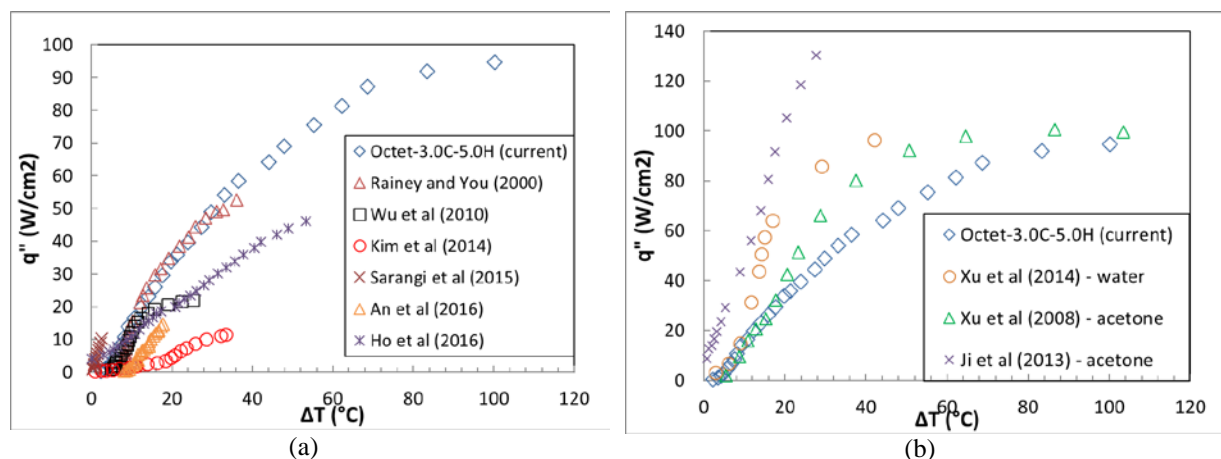 100
90
80
70
60
50
40
30
20
10
0
q" (W/cm2)
0 20 40 60 80 100 120
ΔT (°C)
Octet-3.0C-5.0H (current)
Rainey and You (2000)
Wu et al (2010)
Kim et al (2014)
Sarangi et al (2015)
An et al (2016)
Ho et al (2016)
(a)
140
120
100
80
60
40
20
0
q" (W/cm2)
0 20 40 60 80 100 120
ΔT (°C)
Octet-3.0C-5.0H (current)
Xu et al (2014) - water
Xu et al (2008) - acetone
Ji et al (2013) - acetone
(b)